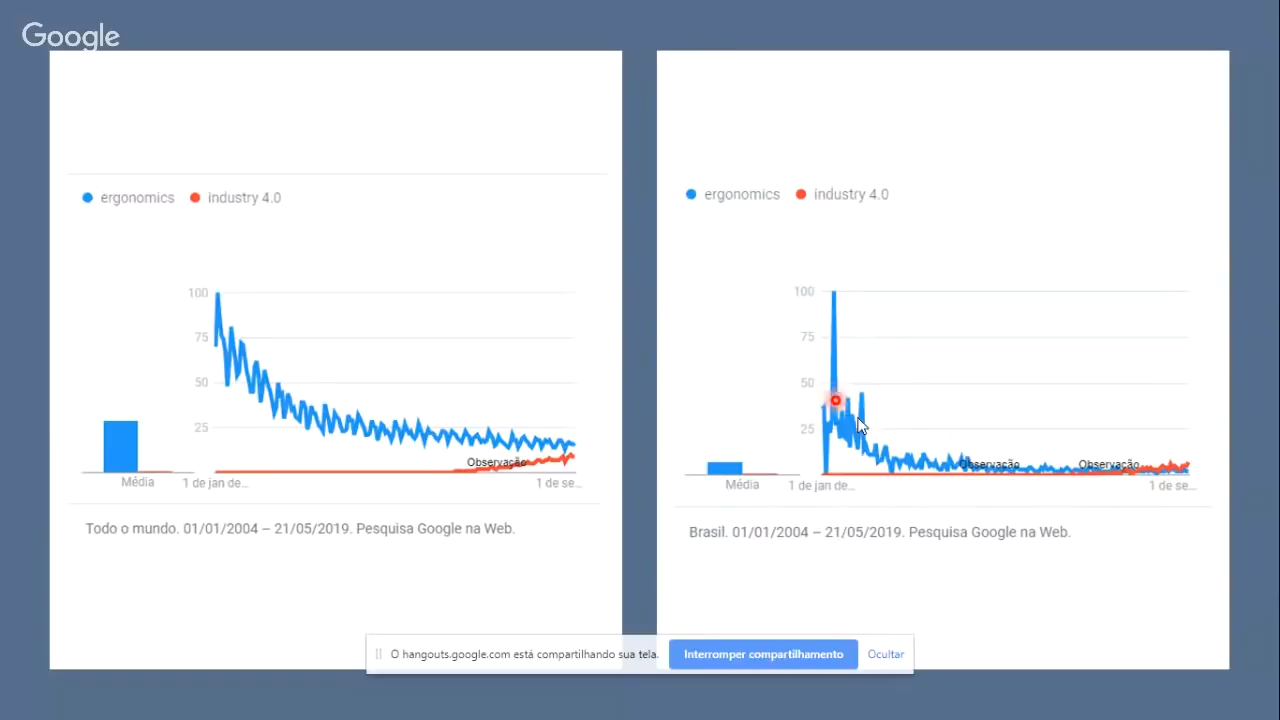 Google
ergonomics industry 4.0
100
75
50
25
Observação
Média
1 de jan de...
1 de se...
Todo o mundo. 01/01/2004 – 21/05/2019. Pesquisa Google na Web.
ergonomics industry 4.0
100
75
50
25
Observação Observação
Média
1 de jan de...
1 de se...
Brasil. 01/01/2004 – 21/05/2019. Pesquisa Google na Web.
O hangouts.google.com está compartilhando sua tela. Interromper compartilhamento Ocultar